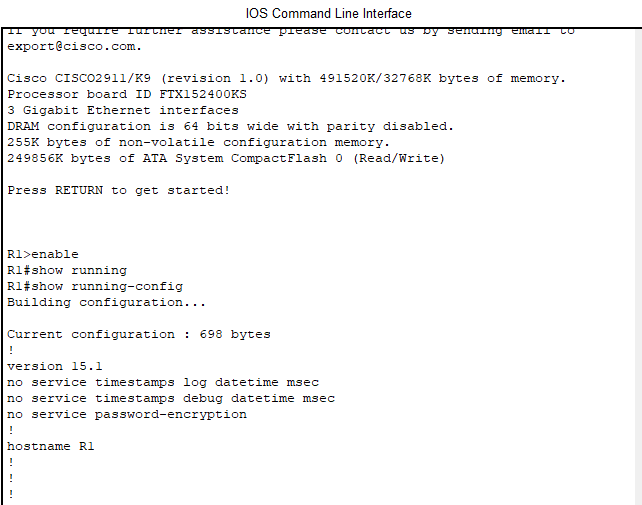 IOS Command Line Interface
If you require further assistance please contact us by sending email to
export@cisco.com.
Cisco CISCO2911/K9 (revision 1.0) with 491520K/32768K bytes of memory.
Processor board ID FTX152400KS
3 Gigabit Ethernet interfaces
DRAM configuration is 64 bits wide with parity disabled.
255K bytes of non-volatile configuration memory.
249856K bytes of ATA System CompactFlash 0 (Read/Write)
Press RETURN to get started!
R1>enable
R1#show running
R1#show running-config
Building configuration...
Current configuration : 698 bytes
!
version 15.1
no service timestamps log datetime msec
no service timestamps debug datetime msec
no service password-encryption
!
hostname R1
!
!
!